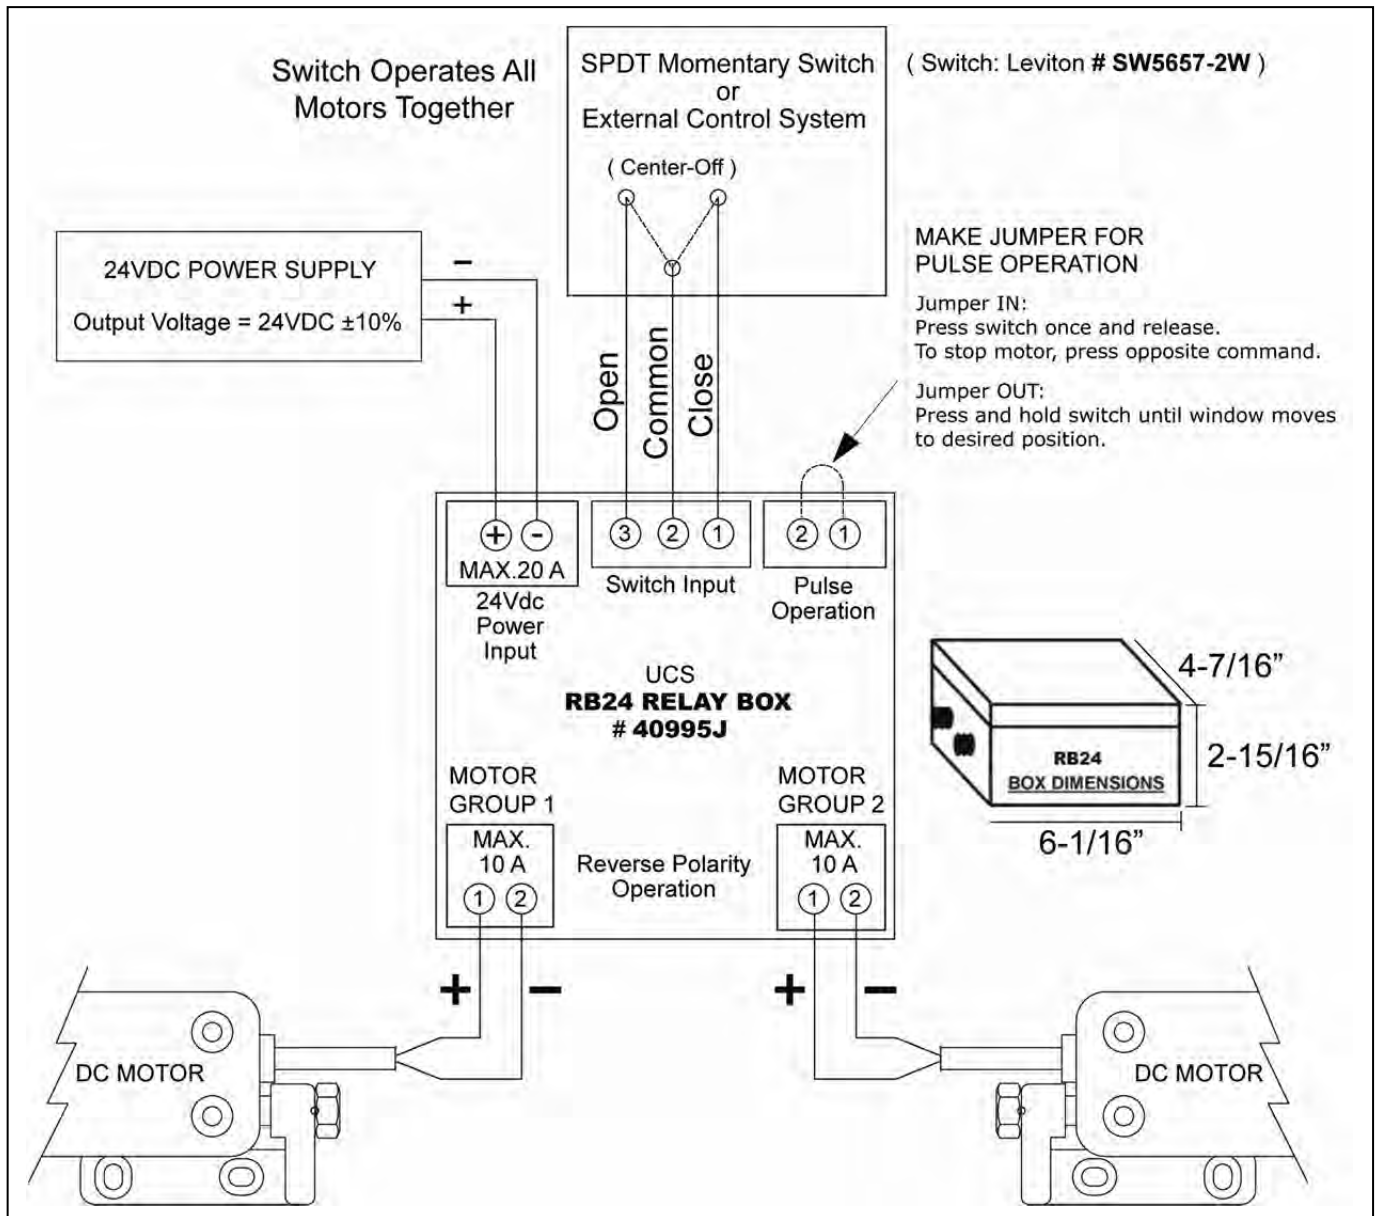 Switch Operates All
Motors Together
SPDT Momentary Switch
or
External Control System
( Center-Off )
( Switch: Leviton # SW5657-2W )
24VDC POWER SUPPLY
Output Voltage = 24VDC ±10%
−
+
Open
Common
Close
MAKE JUMPER FOR
PULSE OPERATION
Jumper IN:
Press switch once and release.
To stop motor, press opposite command.
Jumper OUT:
Press and hold switch until window moves
to desired position.
+ -
MAX.20 A
24Vdc
Power
Input
3 2 1
Switch Input
2 1
Pulse
Operation
UCS
RB24 RELAY BOX
# 40995J
4-7/16”
2-15/16”
6-1/16”
RB24
BOX DIMENSIONS
MOTOR
GROUP 1
MAX.
10 A
1 2
Reverse Polarity
Operation
MOTOR
GROUP 2
MAX.
10 A
1 2
+ −
+ −
DC MOTOR
DC MOTOR